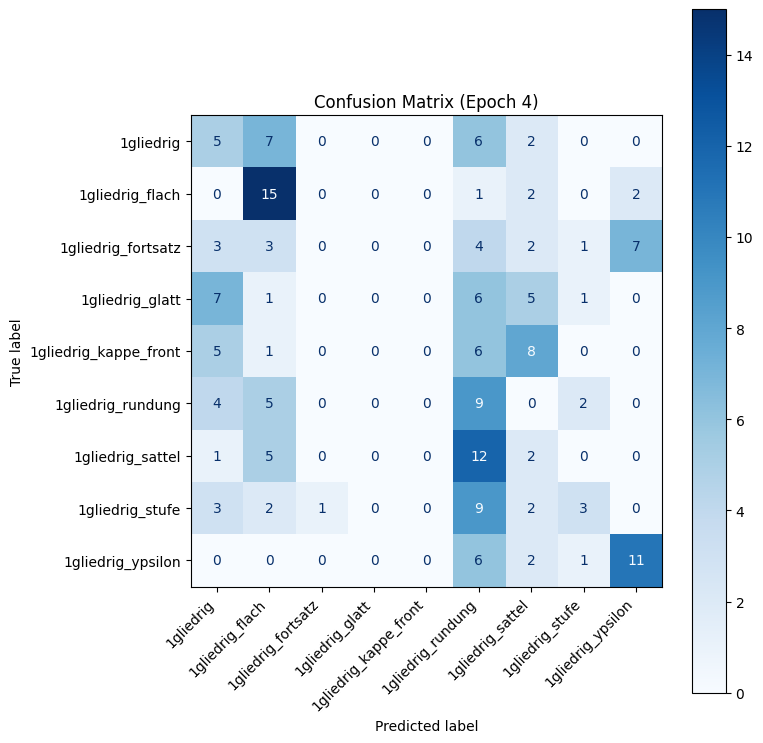 Confusion Matrix (Epoch 4)
True label
1gliedrig 5 7 0 0 0 6 2 0 0
1gliedrig_flach 0 15 0 0 0 1 2 0 2
1gliedrig_fortsatz 3 3 0 0 0 4 2 1 7
1gliedrig_glatt 7 1 0 0 0 6 5 1 0
1gliedrig_kappe_front 5 1 0 0 0 6 8 0 0
1gliedrig_rundung 4 5 0 0 0 9 0 2 0
1gliedrig_sattel 1 5 0 0 0 12 2 0 0
1gliedrig_stufe 3 2 1 0 0 9 2 3 0
1gliedrig_ypsilon 0 0 0 0 0 6 2 1 11
1gliedrig
1gliedrig_flach
1gliedrig_fortsatz
1gliedrig_glatt
1gliedrig_kappe_front
1gliedrig_rundung
1gliedrig_sattel
1gliedrig_stufe
1gliedrig_ypsilon
Predicted label
14
12
10
8
6
4
2
0